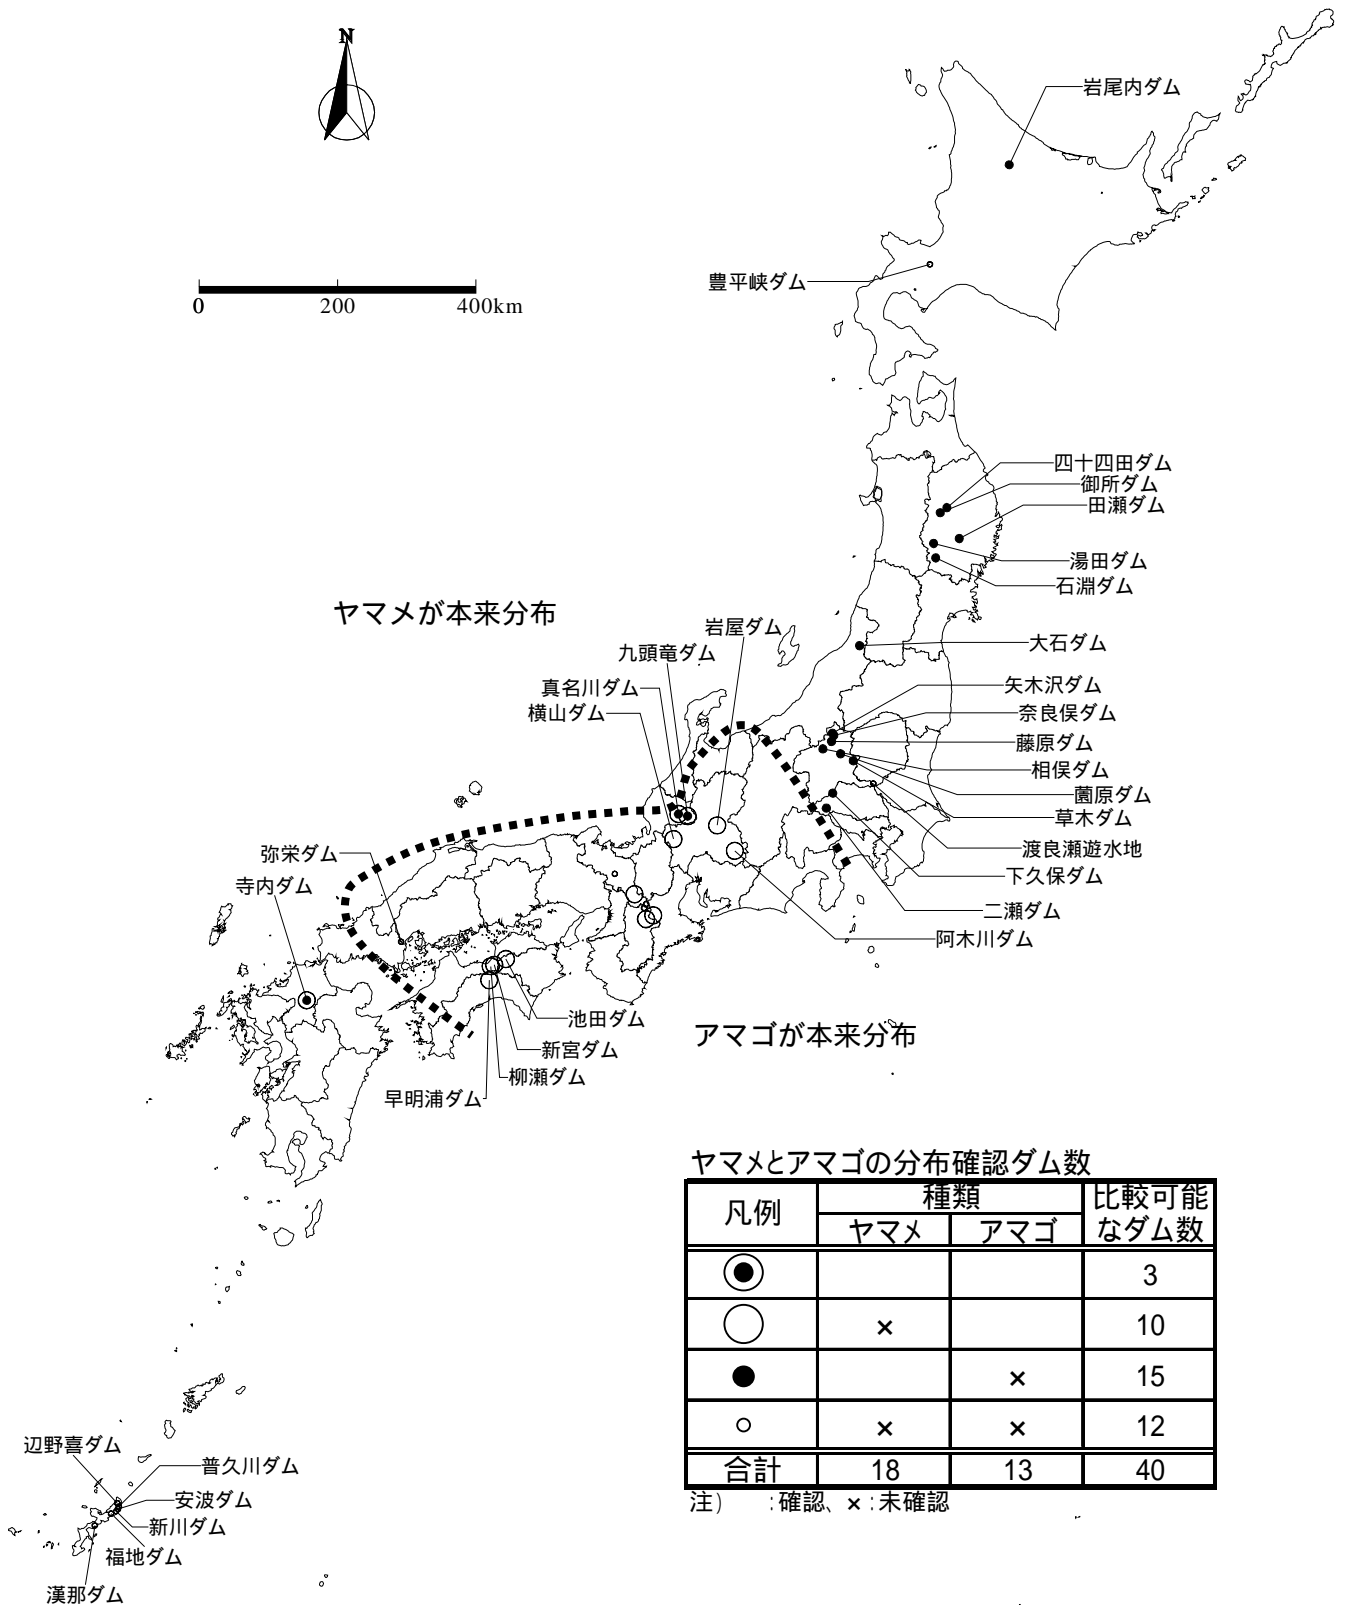 N
岩尾内ダム
豊平峡ダム
0 200 400km
四十四田ダム
御所ダム
田瀬ダム
湯田ダム
石淵ダム
ヤマメが本来分布
岩屋ダム
大石ダム
九頭竜ダム
真名川ダム
横山ダム
矢木沢ダム
奈良俣ダム
藤原ダム
相俣ダム
薗原ダム
草木ダム
渡良瀬遊水地
下久保ダム
二瀬ダム
阿木川ダム
弥栄ダム
寺内ダム
池田ダム
新宮ダム
柳瀬ダム
早明浦ダム
アマゴが本来分布
ヤマメとアマゴの分布確認ダム数
凡例 種類 比較可能
ヤマメ アマゴ なダム数
3
× 10
× 15
× × 12
合計 18 13 40
注） :確認、×:未確認
辺野喜ダム
普久川ダム
安波ダム
新川ダム
福地ダム
漢那ダム